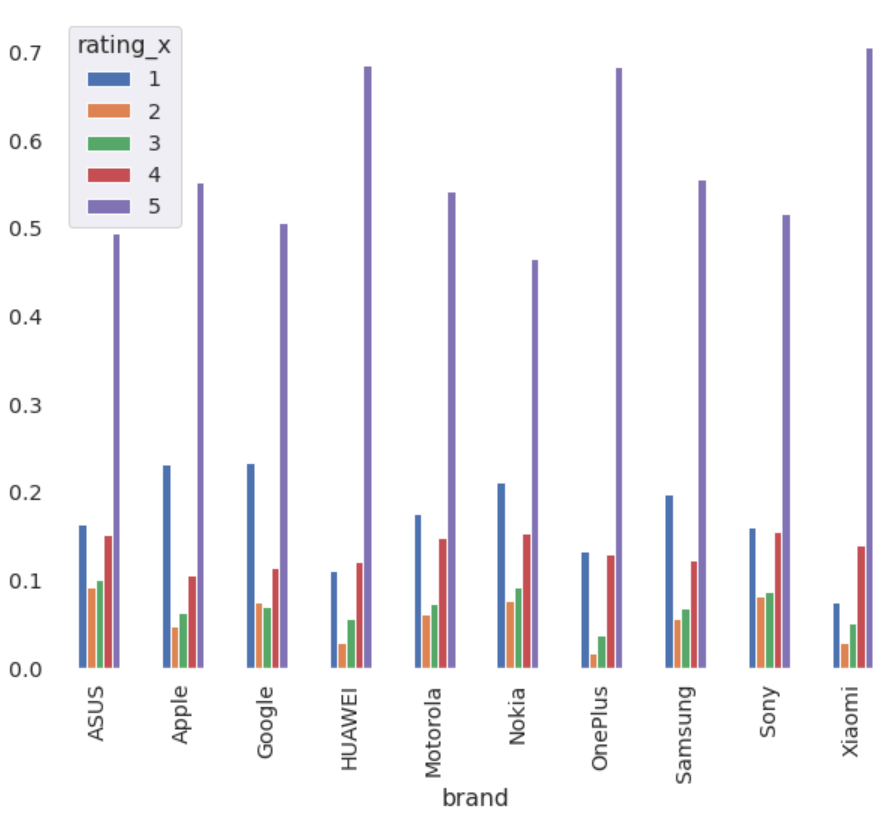 rating_x
1
2
3
4
5
0.7
0.6
0.5
0.4
0.3
0.2
0.1
0.0
ASUS
Apple
Google
HUAWEI
Motorola
Nokia
OnePlus
Samsung
Sony
Xiaomi
brand